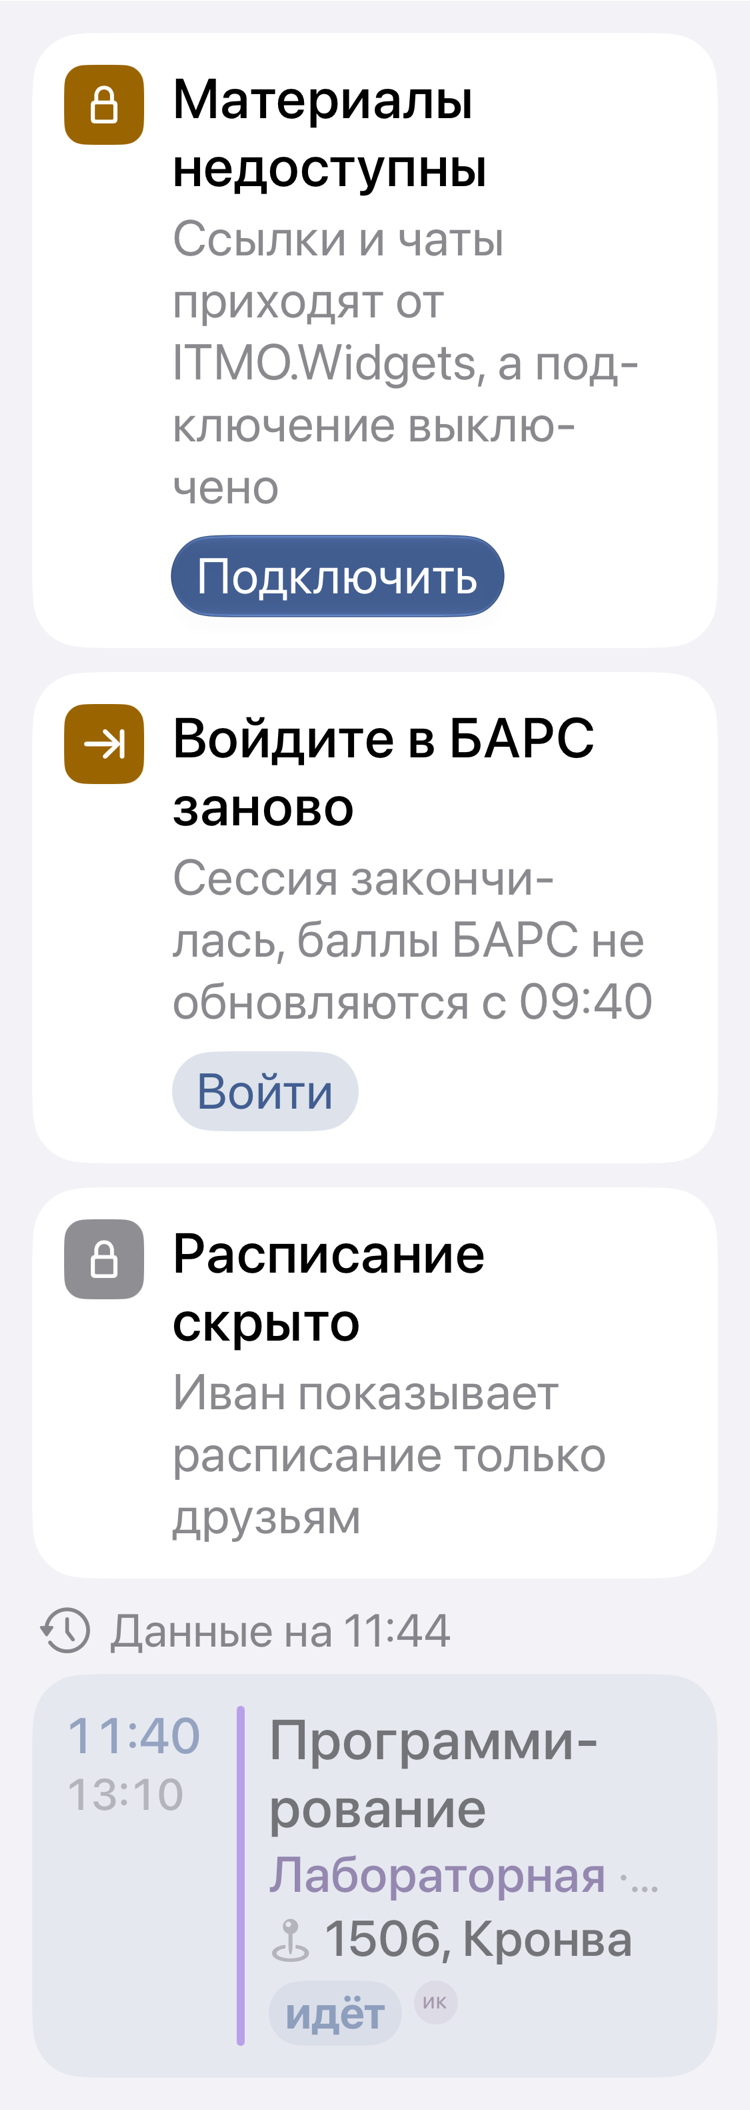 Материалы
недоступны
Ссылки и чаты
приходят от
ITMO.Widgets, а под-
ключение выклю-
чено
Подключить
Войдите в БАРС
заново
Сессия закончи-
лась, баллы БАРС не
обновляются с 09:40
Войти
Расписание
скрыто
Иван показывает
расписание только
друзьям
Данные на 11:44
11:40
13:10
Программи-
рование
Лабораторная ·...
1506, Кронва
идёт
ИК